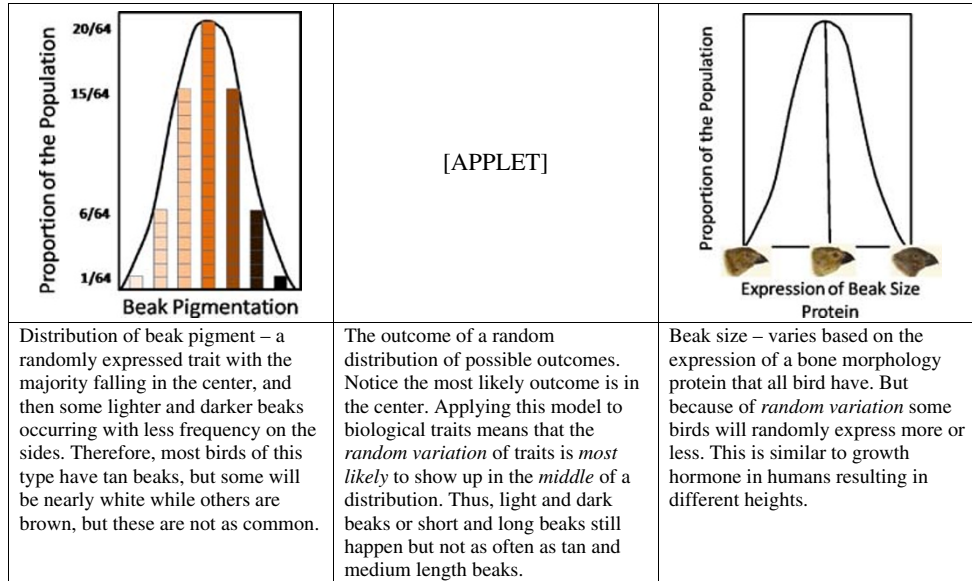 Proportion of the Population
20/64
15/64
6/64
1/64
Beak Pigmentation
[APPLET]
Proportion of the Population
Expression of Beak Size
Protein
Distribution of beak pigment – a
randomly expressed trait with the
majority falling in the center, and
then some lighter and darker beaks
occurring with less frequency on the
sides. Therefore, most birds of this
type have tan beaks, but some will
be nearly white while others are
brown, but these are not as common.
The outcome of a random
distribution of possible outcomes.
Notice the most likely outcome is in
the center. Applying this model to
biological traits means that the
random variation of traits is most
likely to show up in the middle of a
distribution. Thus, light and dark
beaks or short and long beaks still
happen but not as often as tan and
medium length beaks.
Beak size – varies based on the
expression of a bone morphology
protein that all bird have. But
because of random variation some
birds will randomly express more or
less. This is similar to growth
hormone in humans resulting in
different heights.